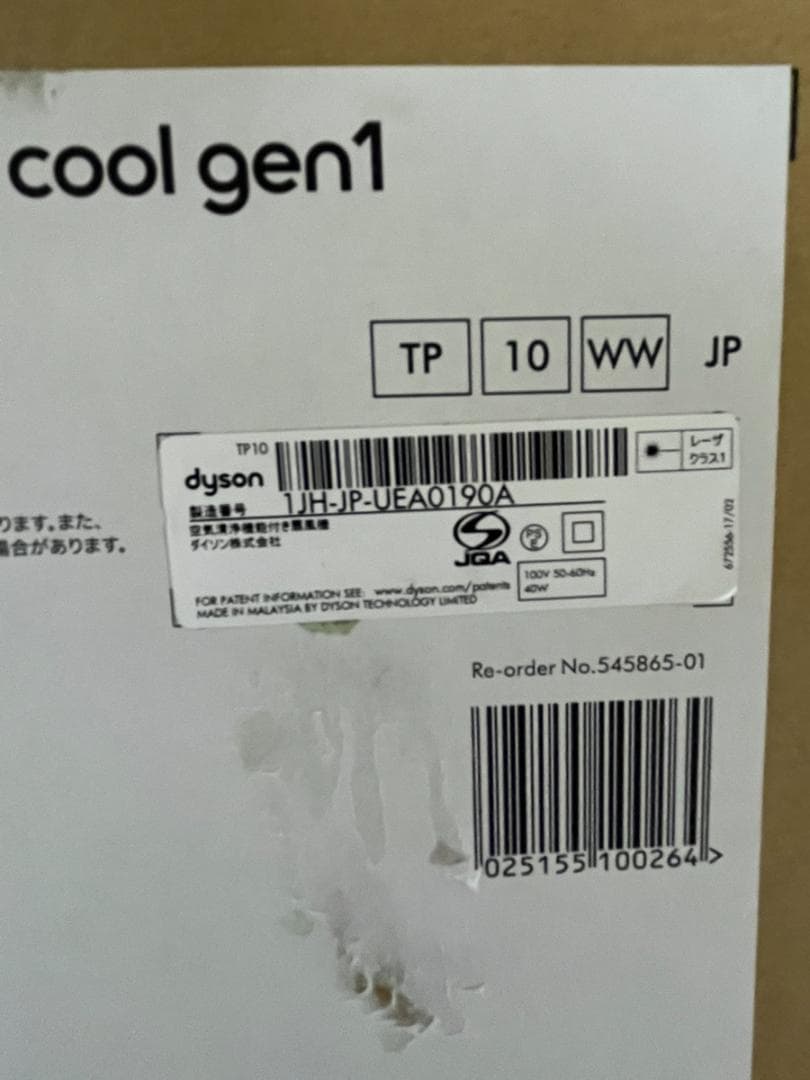 cool gen1
TP 10 WW JP
TP10
dyson
レーザ
クラス1
製造番号 1JH-JP-UEA0190A
空気清浄機能付き扇風機
ダイソン株式会社
ります。また、
場合があります。
JQA
PS
E
100V 50-60Hz
40W
672556-17/02
FOR PATENT INFORMATION SEE: www.dyson.com/patents
MADE IN MALAYSIA BY DYSON TECHNOLOGY LIMITED
Re-order No.545865-01
025155 100264 >